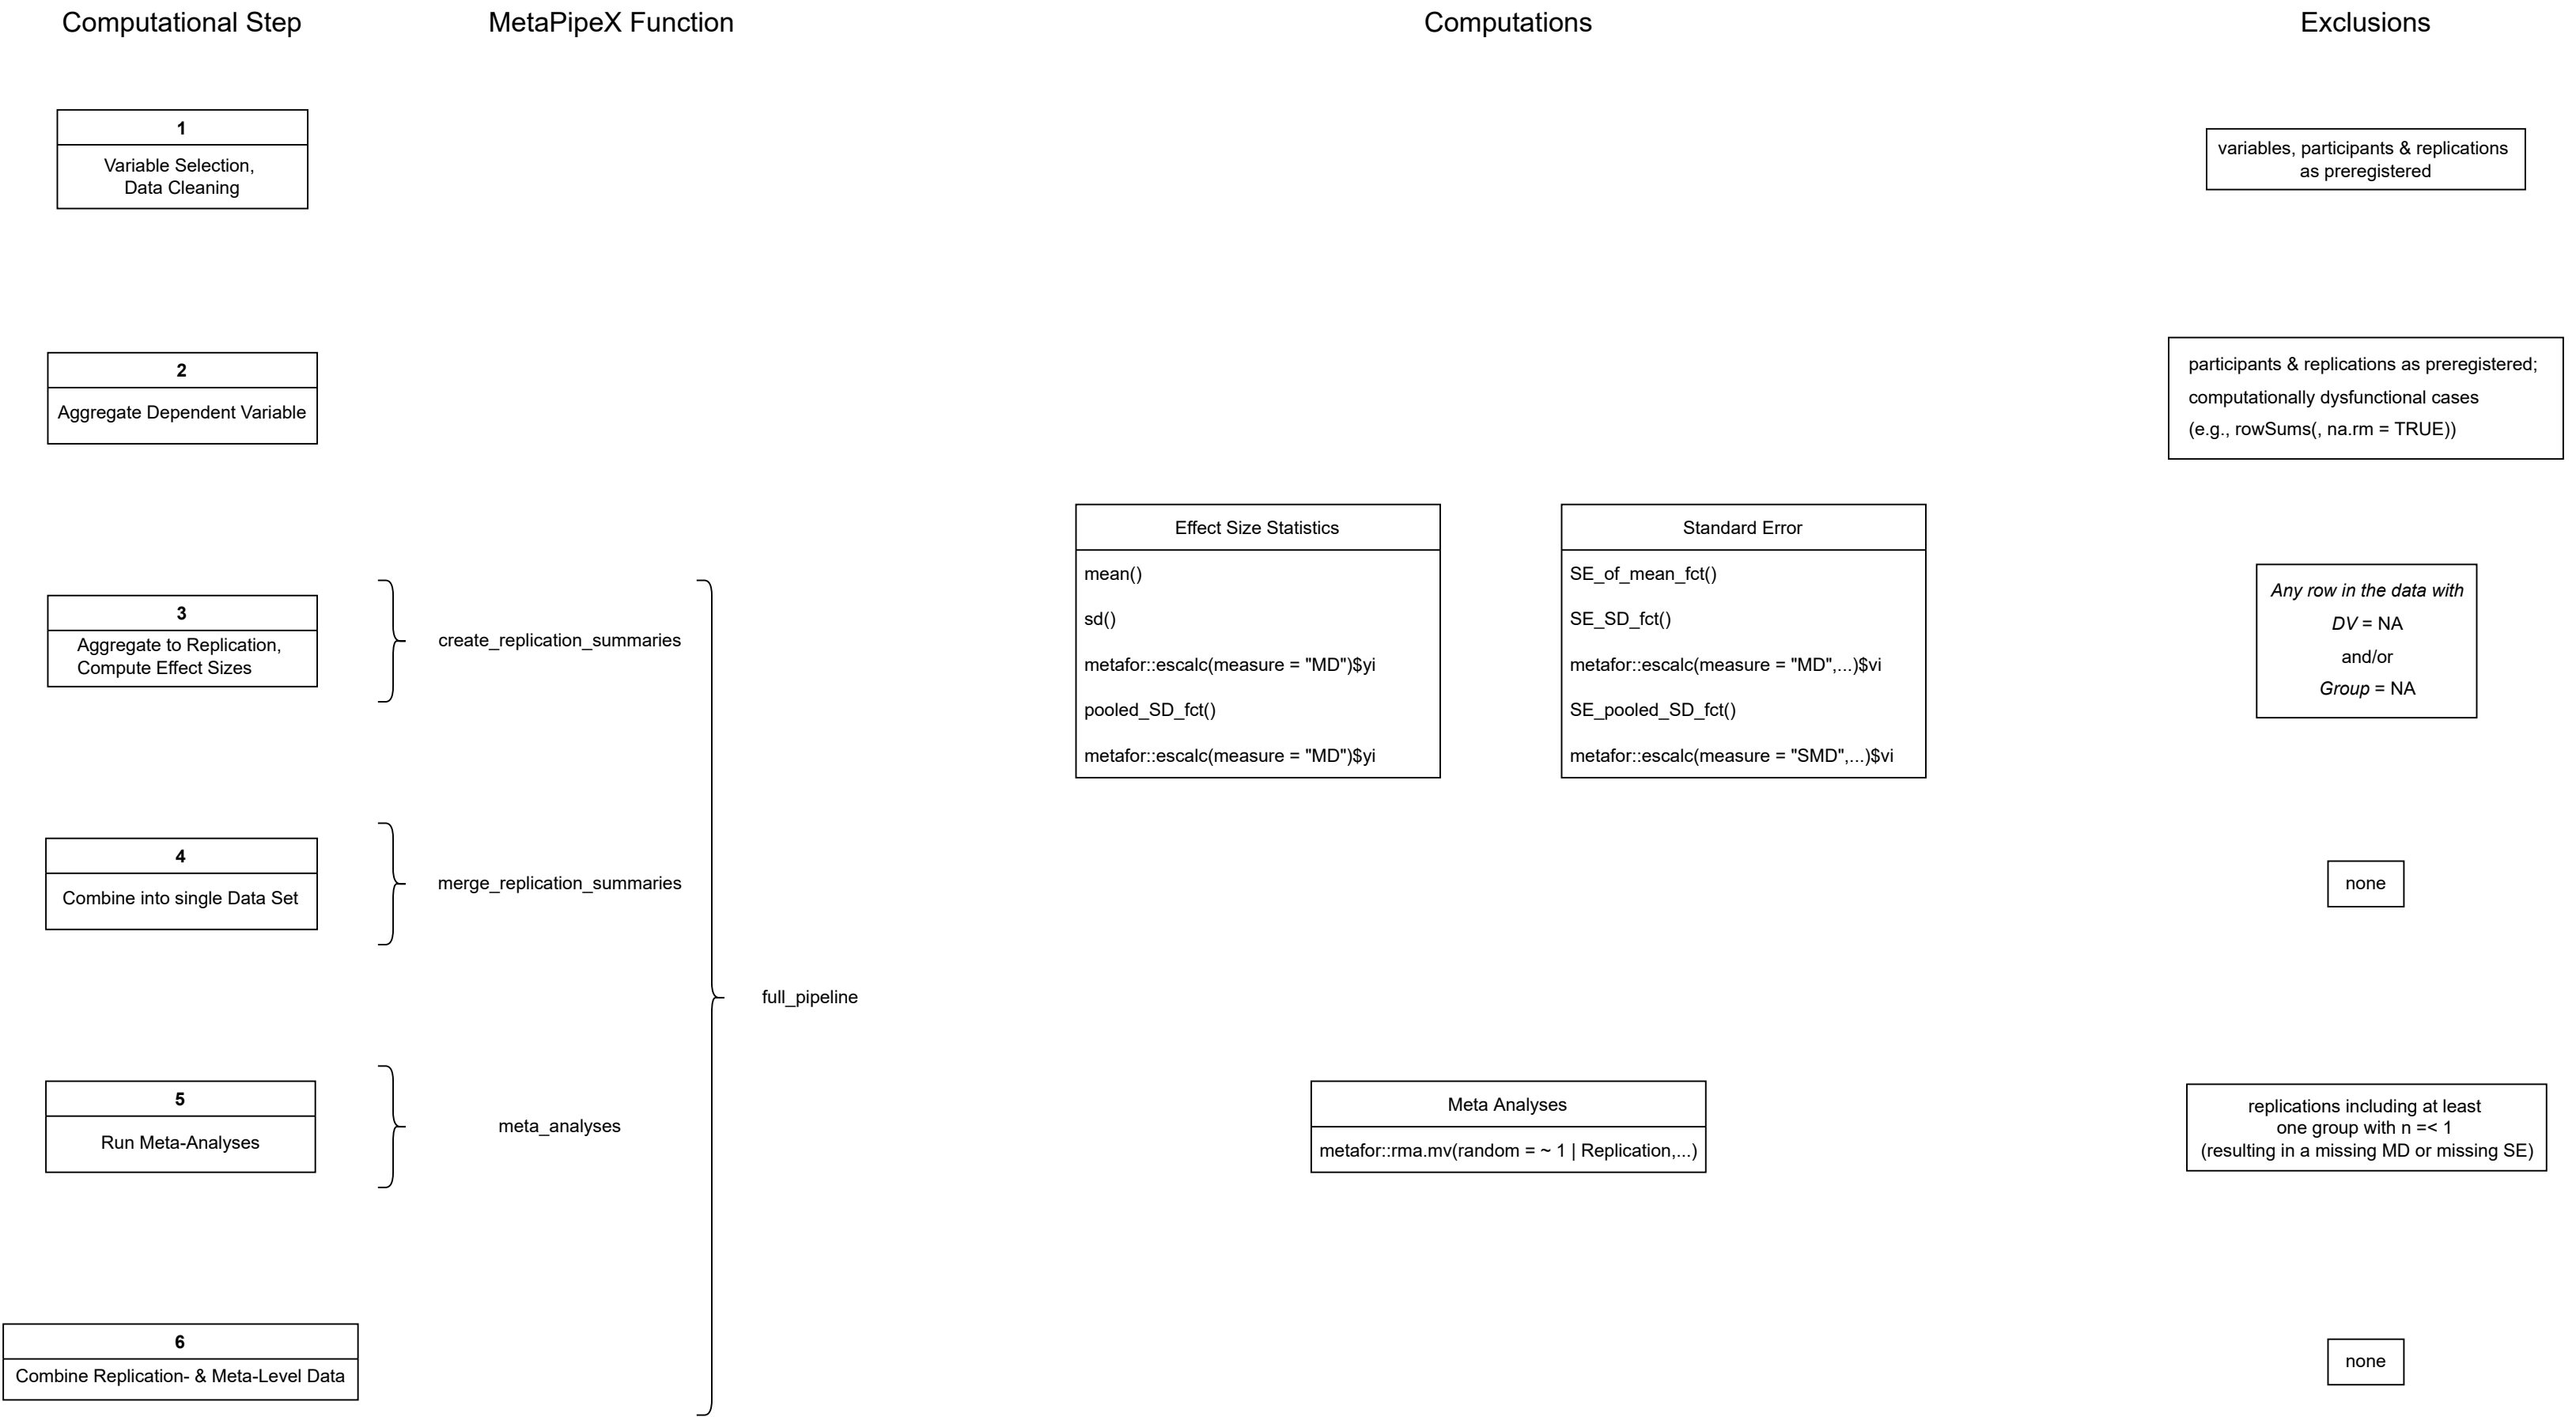 Computational Step
MetaPipeX Function
Computations
Exclusions
1
Variable Selection,
Data Cleaning
variables, participants & replications
as preregistered
2
Aggregate Dependent Variable
participants & replications as preregistered;
computationally dysfunctional cases
(e.g., rowSums(, na.rm = TRUE))
3
Aggregate to Replication,
Compute Effect Sizes
create_replication_summaries
Effect Size Statistics
mean()
sd()
metafor::escalc(measure = "MD")$yi
pooled_SD_fct()
metafor::escalc(measure = "MD")$yi
Standard Error
SE_of_mean_fct()
SE_SD_fct()
metafor::escalc(measure = "MD",...)$vi
SE_pooled_SD_fct()
metafor::escalc(measure = "SMD",...)$vi
Any row in the data with
DV = NA
and/or
Group = NA
4
Combine into single Data Set
merge_replication_summaries
none
full_pipeline
5
Run Meta-Analyses
meta_analyses
Meta Analyses
metafor::rma.mv(random = ~ 1 | Replication,...)
replications including at least
one group with n =< 1
(resulting in a missing MD or missing SE)
6
Combine Replication- & Meta-Level Data
none